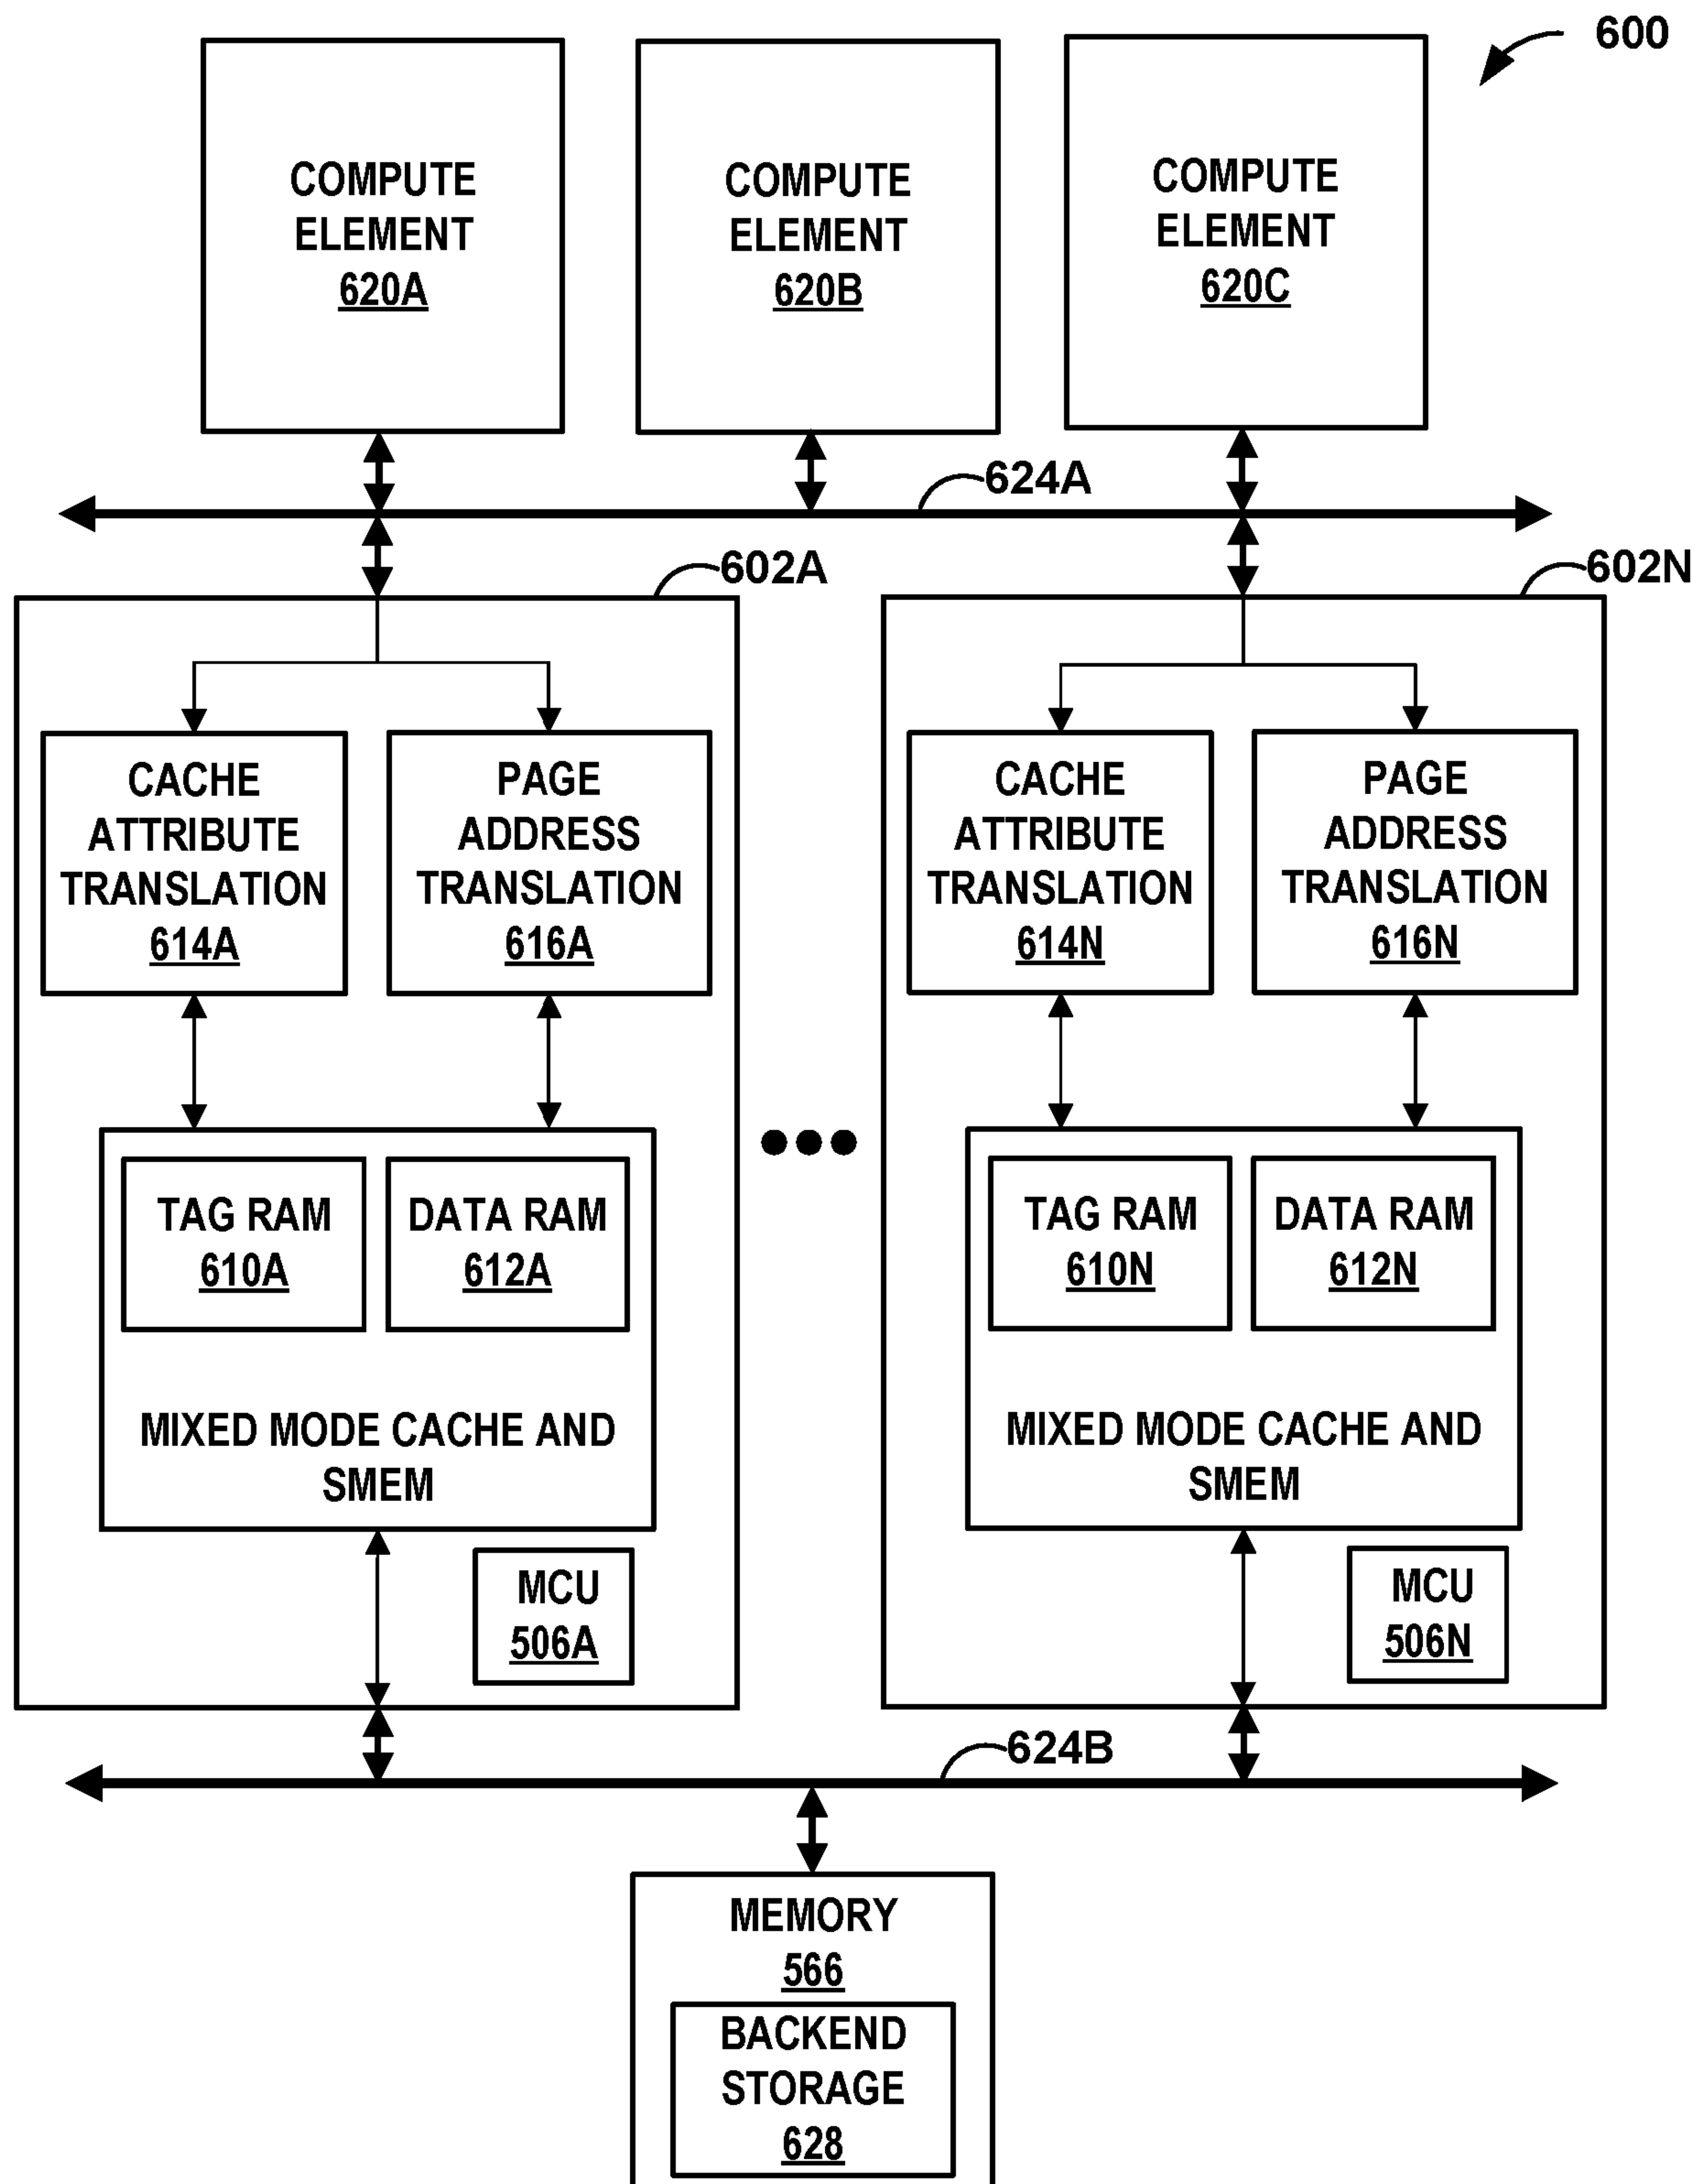 600
COMPUTE
ELEMENT
620A
COMPUTE
ELEMENT
620B
COMPUTE
ELEMENT
620C
624A
602A
602N
CACHE
ATTRIBUTE
TRANSLATION
614A
PAGE
ADDRESS
TRANSLATION
616A
CACHE
ATTRIBUTE
TRANSLATION
614N
PAGE
ADDRESS
TRANSLATION
616N
TAG RAM
610A
DATA RAM
612A
MIXED MODE CACHE AND
SMEM
TAG RAM
610N
DATA RAM
612N
MIXED MODE CACHE AND
SMEM
MCU
506A
MCU
506N
624B
MEMORY
566
BACKEND
STORAGE
628